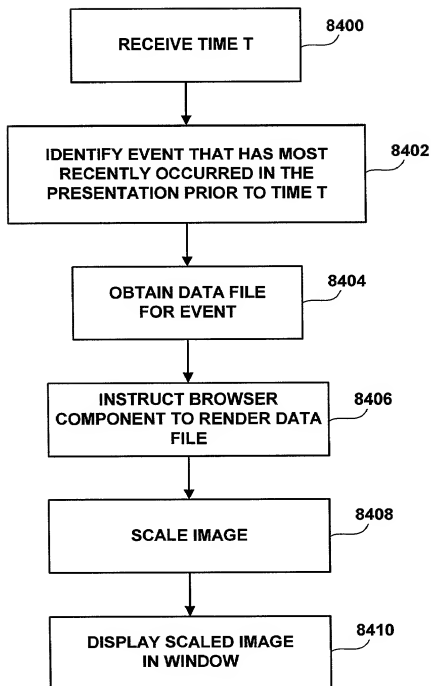 RECEIVE TIME T
8400
IDENTIFY EVENT THAT HAS MOST
RECENTLY OCCURRED IN THE
PRESENTATION PRIOR TO TIME T
8402
OBTAIN DATA FILE
FOR EVENT
8404
INSTRUCT BROWSER
COMPONENT TO RENDER DATA
FILE
8406
SCALE IMAGE
8408
DISPLAY SCALED IMAGE
IN WINDOW
8410